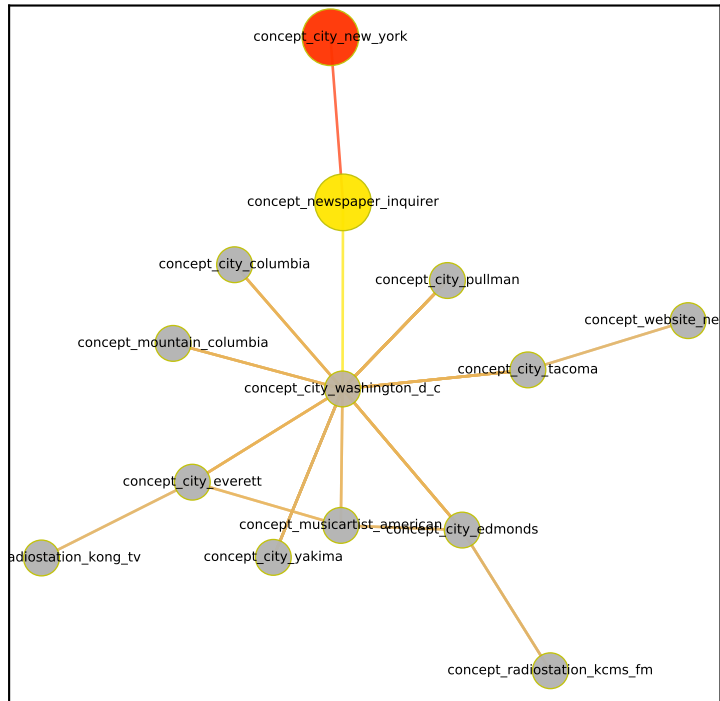 concept_city_new_york
concept_newspaper_inquirer
concept_city_columbia
concept_city_pullman
concept_website_ne
concept_mountain_columbia
concept_city_tacoma
concept_city_washington_d_c
concept_city_everett
concept_musicartist_american
concept_city_edmonds
adiostation_kong_tv
concept_city_yakima
concept_radiostation_kcms_fm